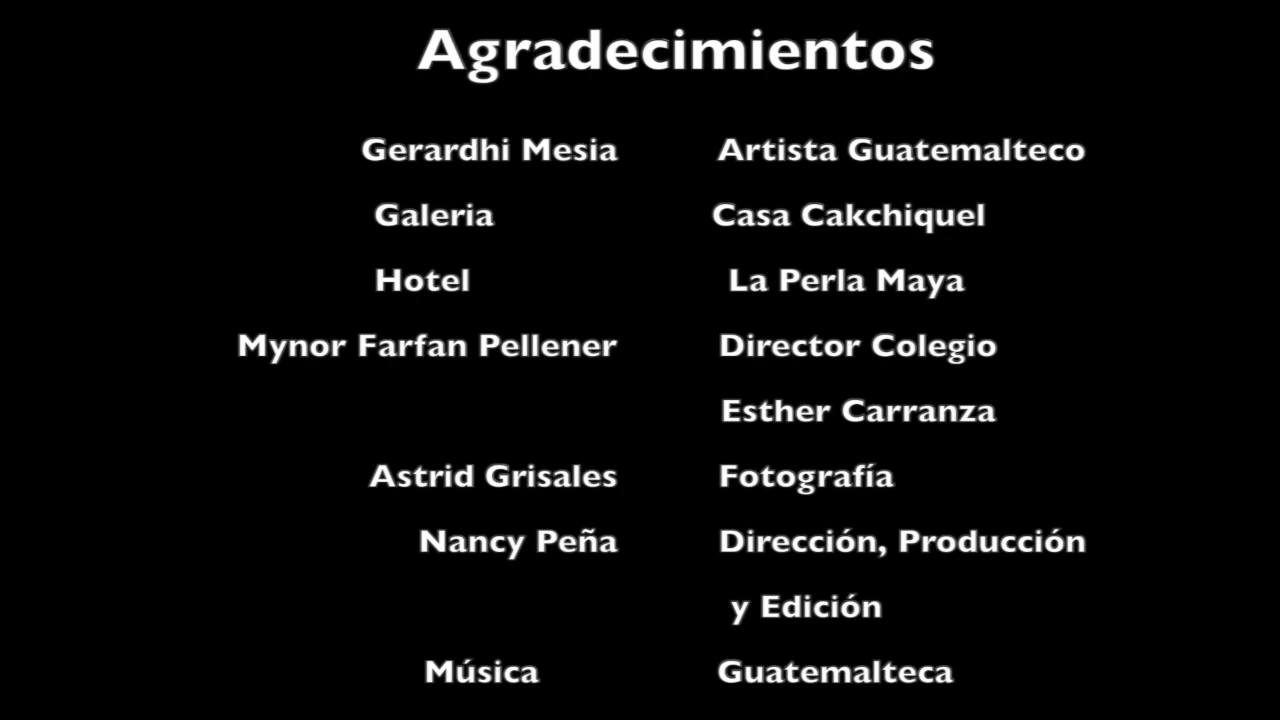 Agradecimientos
Gerardhi Mesia Artista Guatemalteco
Galeria Casa Cakchiquel
Hotel La Perla Maya
Mynor Farfan Pellener Director Colegio
Esther Carranza
Astrid Grisales Fotografía
Nancy Peña Dirección, Producción
y Edición
Música Guatemalteca